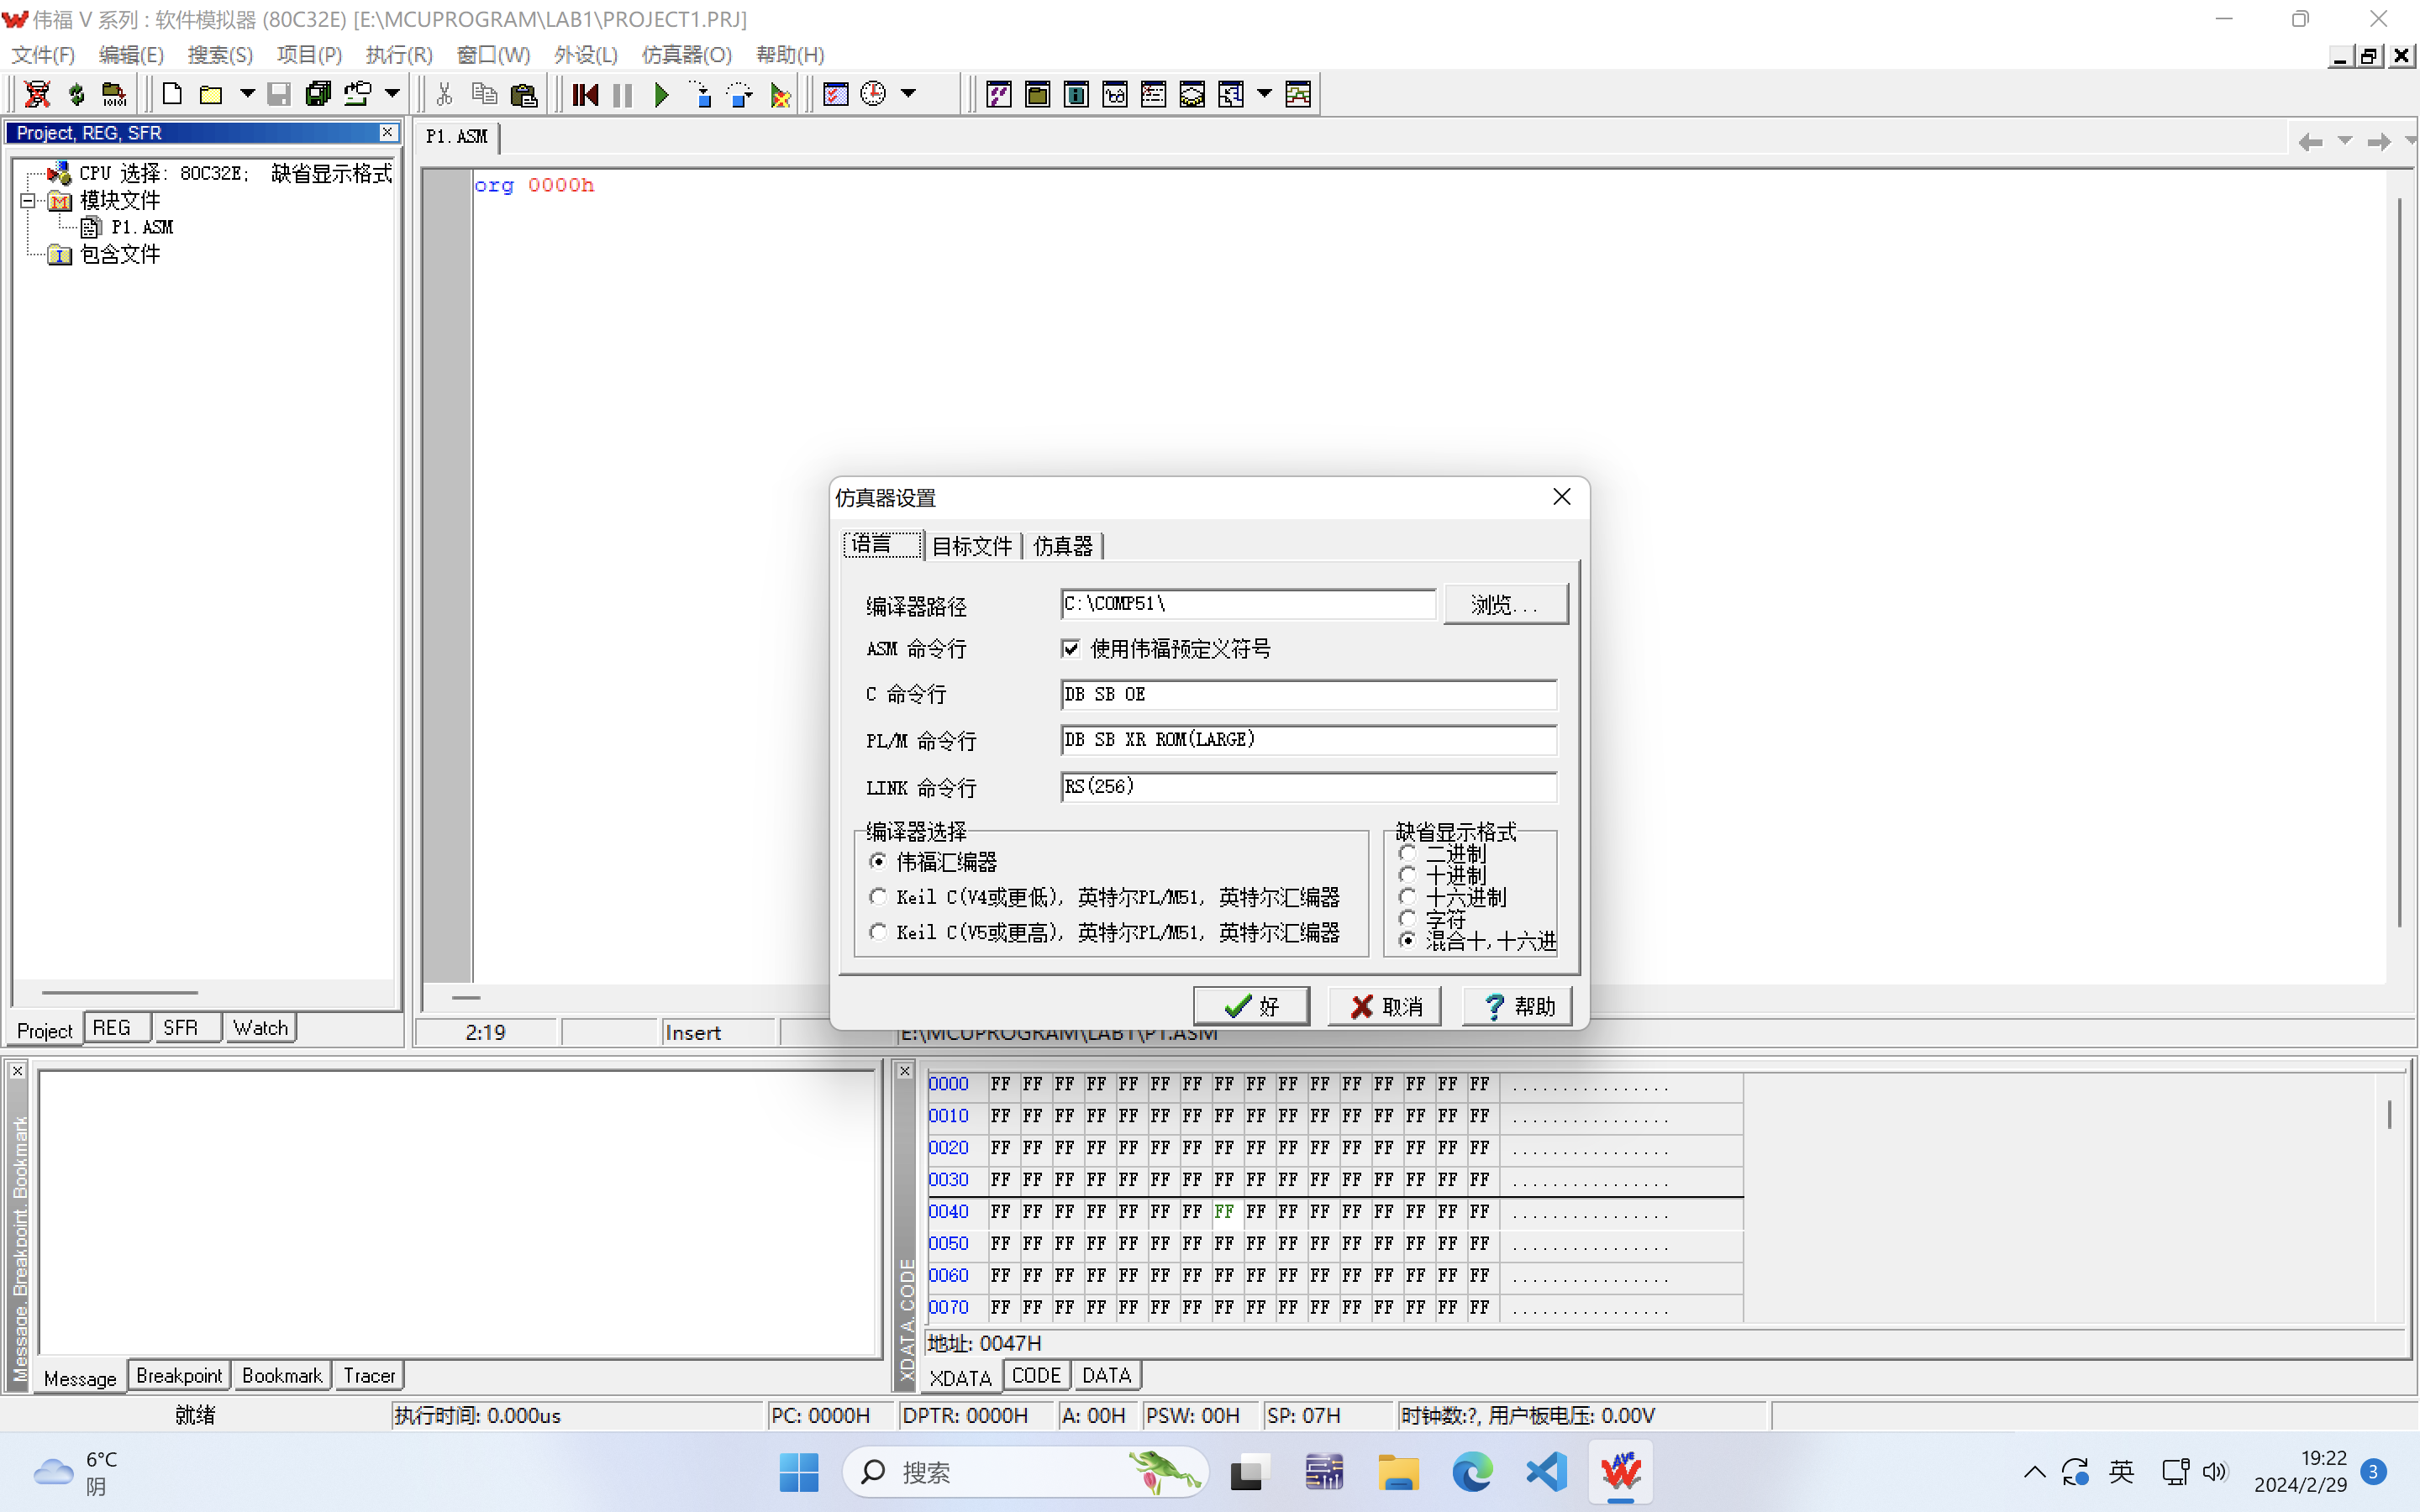 伟福 V 系列 : 软件模拟器 (80C32E) [E:\MCUPROGRAM\LAB1\PROJECT1.PRJ]
文件(F) 编辑(E) 搜索(S) 项目(P) 执行(R) 窗口(W) 外设(L) 仿真器(O) 帮助(H)
Project, REG, SFR
CPU 选择: 80C32E; 缺省显示格式
模块文件
P1.ASM
包含文件
Project REG SFR Watch
P1.ASM
org 0000h
仿真器设置
语言 目标文件 仿真器
编译器路径 C:\COMP51\ 浏览...
ASM 命令行 使用伟福预定义符号
C 命令行 DB SB OE
PL/M 命令行 DB SB XR ROM(LARGE)
LINK 命令行 RS(256)
编译器选择
伟福汇编器
Keil C(V4或更低), 英特尔PL/M51, 英特尔汇编器
Keil C(V5或更高), 英特尔PL/M51, 英特尔汇编器
缺省显示格式
二进制
十进制
十六进制
字符
混合十,十六进
好 取消 帮助
2:19 Insert E:\MCUPROGRAM\LAB1\P1.ASM
Message. Breakpoint. Bookmark
Message Breakpoint Bookmark Tracer
XDATA. CODE
0000 FF FF FF FF FF FF FF FF FF FF FF FF FF FF FF FF ................
0010 FF FF FF FF FF FF FF FF FF FF FF FF FF FF FF FF ................
0020 FF FF FF FF FF FF FF FF FF FF FF FF FF FF FF FF ................
0030 FF FF FF FF FF FF FF FF FF FF FF FF FF FF FF FF ................
0040 FF FF FF FF FF FF FF FF FF FF FF FF FF FF FF FF ................
0050 FF FF FF FF FF FF FF FF FF FF FF FF FF FF FF FF ................
0060 FF FF FF FF FF FF FF FF FF FF FF FF FF FF FF FF ................
0070 FF FF FF FF FF FF FF FF FF FF FF FF FF FF FF FF ................
地址: 0047H
XDATA CODE DATA
就绪 执行时间: 0.000us PC: 0000H DPTR: 0000H A: 00H PSW: 00H SP: 07H 时钟数:?, 用户板电压: 0.00V
6°C
阴
搜索
英
19:22
2024/2/29
3